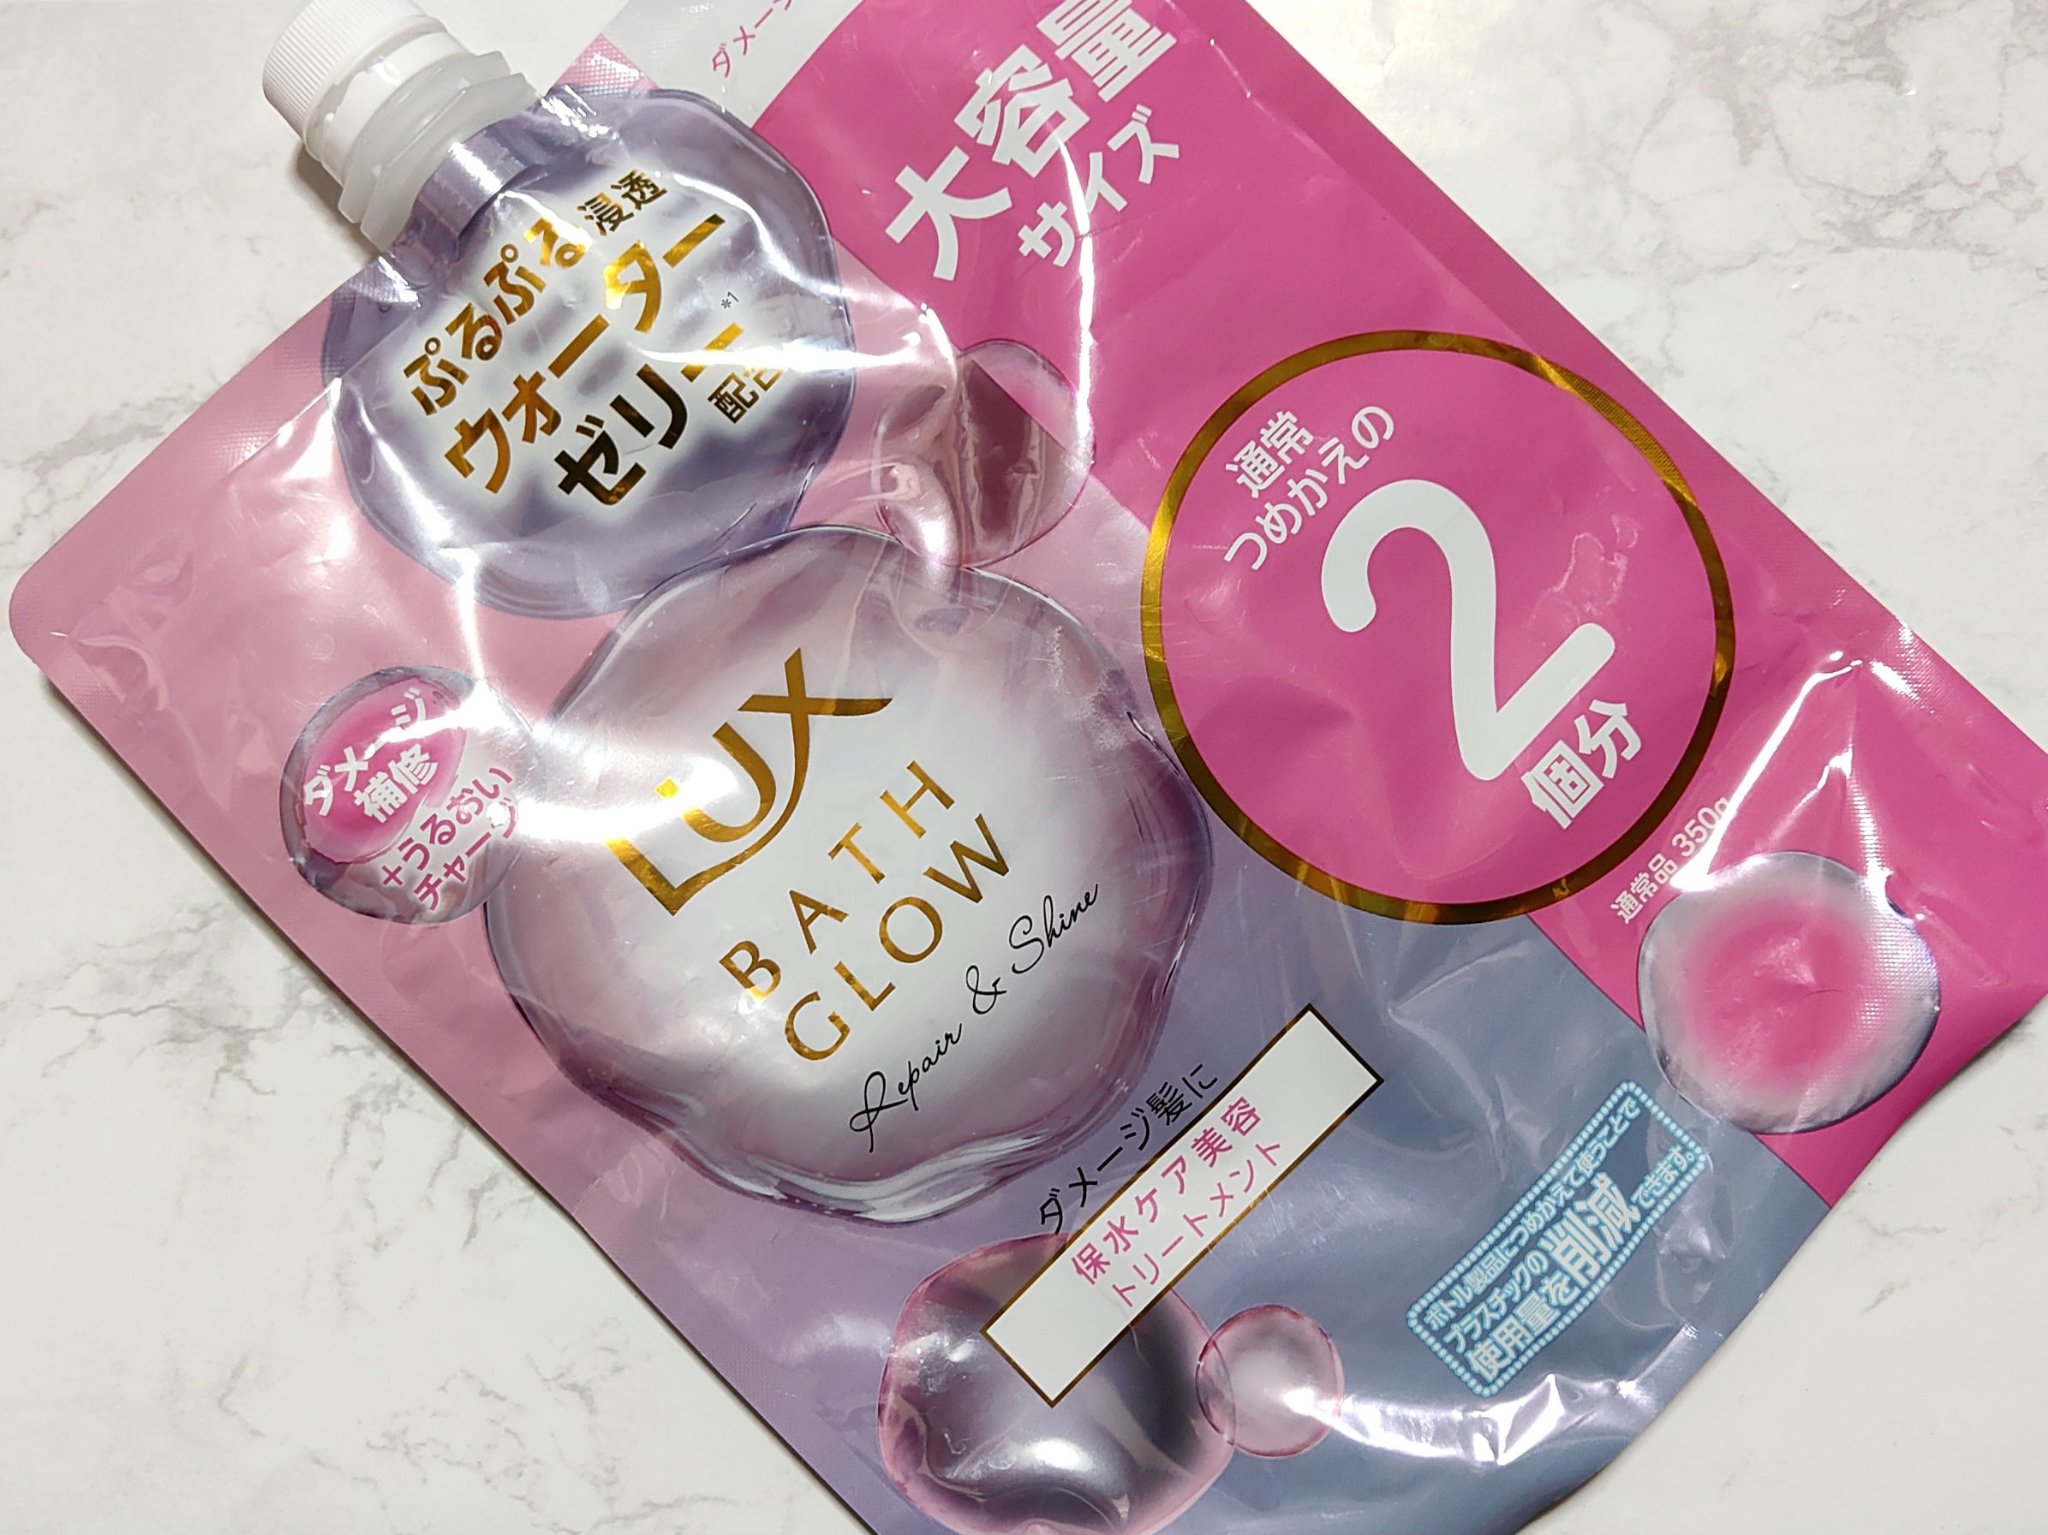 ダメージ
大容量
サイズ
ぷるぷる浸透
ウォーター
ゼリー*1
配合
通常
つめかえの
2
個分
通常品 350g
ダメージ
補修
+うるおい
チャージ
LUX
BATH
GLOW
Repair & Shine
ダメージ髪に
保水ケア美容
トリートメント
ボトル製品につめかえて使うことで
プラスチックの
使用量を削減できます。